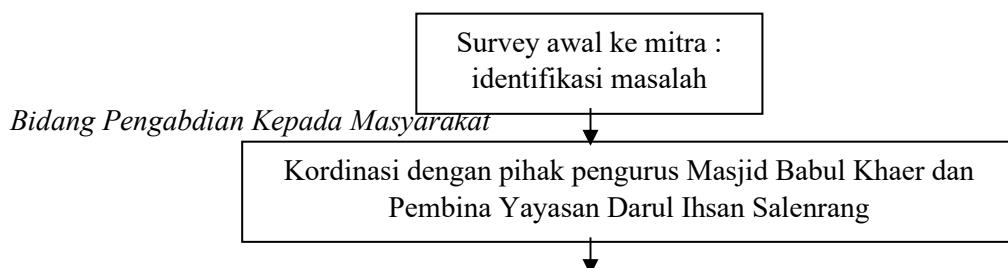 Survey awal ke mitra :
identifikasi masalah
Bidang Pengabdian Kepada Masyarakat
Kordinasi dengan pihak pengurus Masjid Babul Khaer dan
Pembina Yayasan Darul Ihsan Salenrang